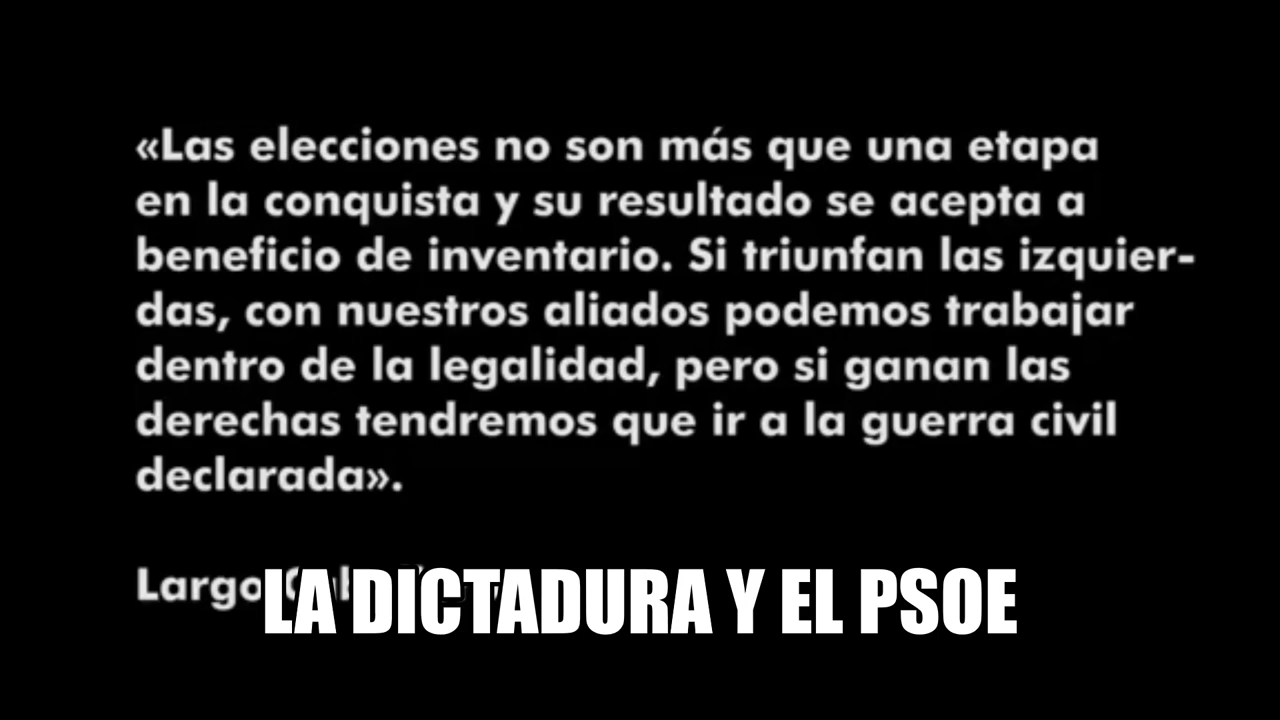 «Las elecciones no son más que una etapa
en la conquista y su resultado se acepta a
beneficio de inventario. Si triunfan las izquier-
das, con nuestros aliados podemos trabajar
dentro de la legalidad, pero si ganan las
derechas tendremos que ir a la guerra civil
declarada».
Largo
LA DICTADURA Y EL PSOE